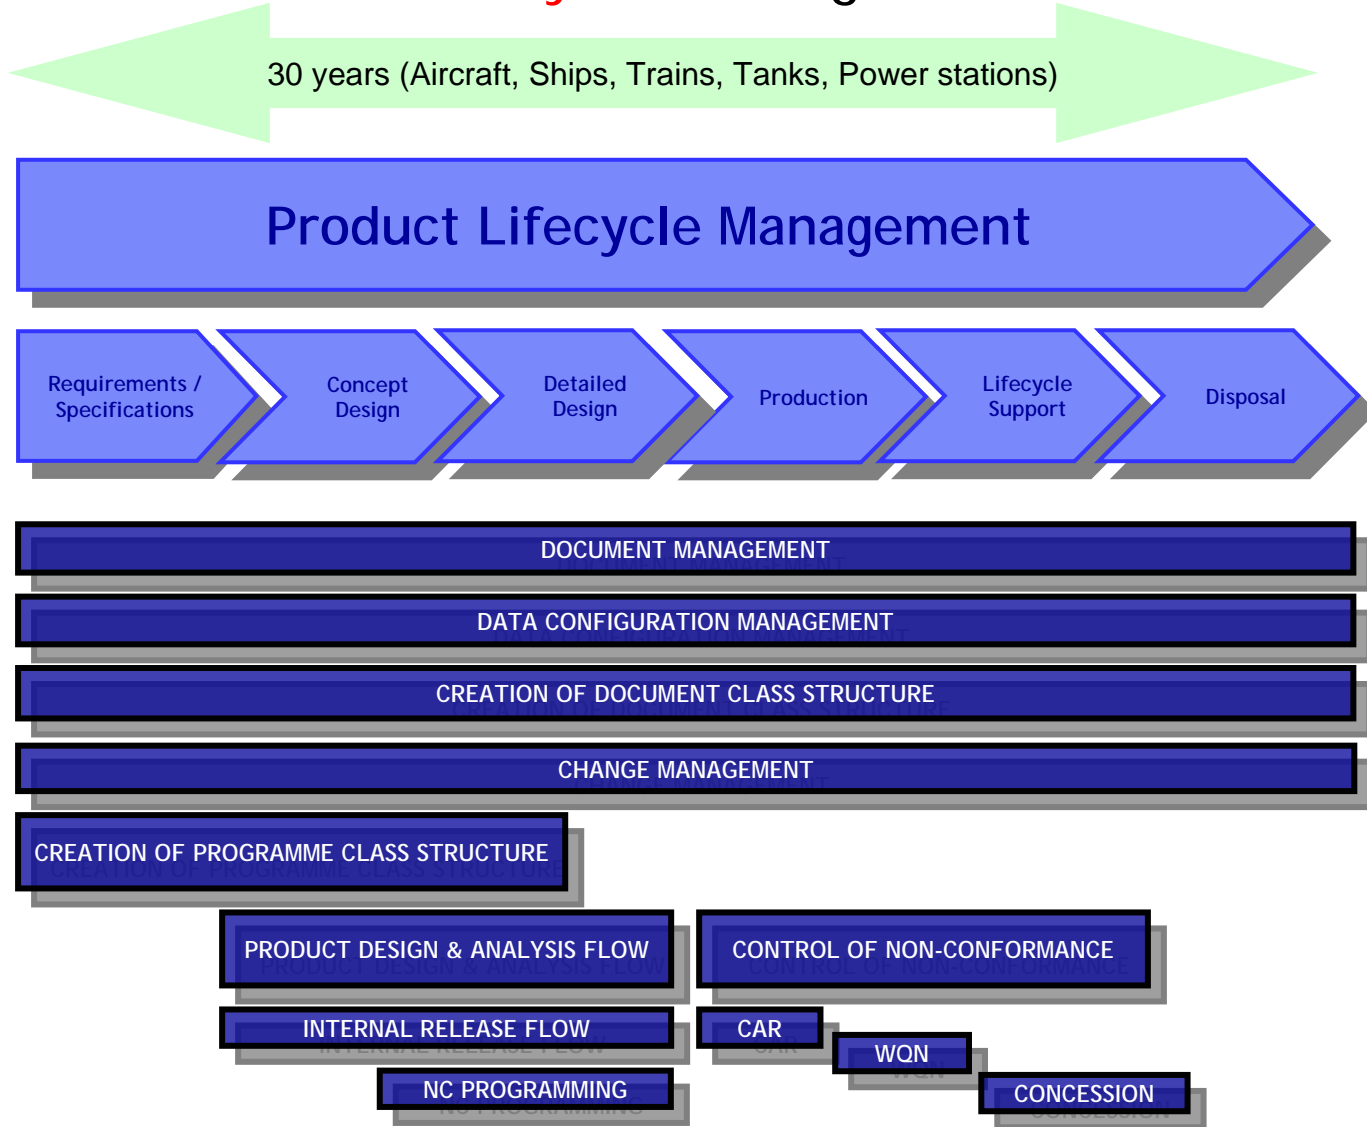 30 years (Aircraft, Ships, Trains, Tanks, Power stations)
Product Lifecycle Management
Requirements /
Specifications
Concept
Design
Detailed
Design
Production
Lifecycle
Support
Disposal
DOCUMENT MANAGEMENT
DATA CONFIGURATION MANAGEMENT
CREATION OF DOCUMENT CLASS STRUCTURE
CHANGE MANAGEMENT
CREATION OF PROGRAMME CLASS STRUCTURE
PRODUCT DESIGN & ANALYSIS FLOW
CONTROL OF NON-CONFORMANCE
INTERNAL RELEASE FLOW
CAR
WQN
NC PROGRAMMING
CONCESSION